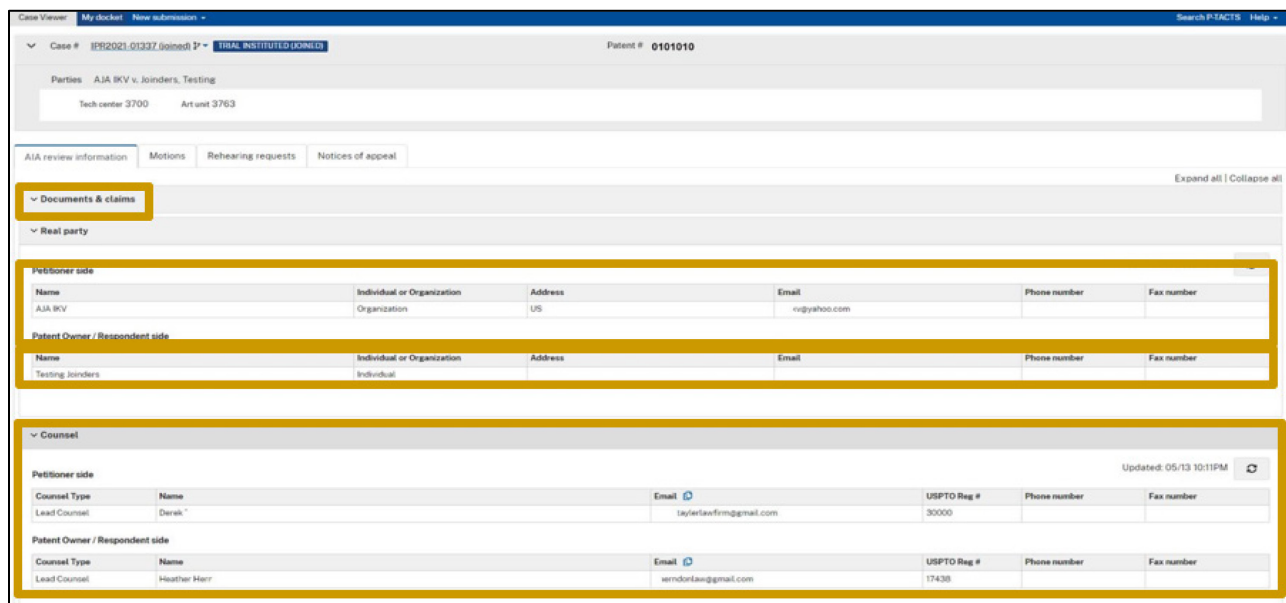 Case Viewer My docket New submission Search P-TACTS Help
Case # IPR2021-01337 (joined) TRIAL INSTITUTED (JOINED) Patent # 0101010
Parties AJA IKV v. Joinders, Testing
Tech center 3700 Art unit 3763
AIA review information Motions Rehearing requests Notices of appeal
Expand all | Collapse all
Documents & claims
Real party
Petitioner side
Name Individual or Organization Address Email Phone number Fax number
AJA IKV Organization US v@yahoo.com
Patent Owner / Respondent side
Name Individual or Organization Address Email Phone number Fax number
Testing Joinders Individual
Counsel
Updated: 05/13 10:11PM
Petitioner side
Counsel Type Name Email USPTO Reg # Phone number Fax number
Lead Counsel Derek taylerlawfirm@gmail.com 30000
Patent Owner / Respondent side
Counsel Type Name Email USPTO Reg # Phone number Fax number
Lead Counsel Heather Herr erndonlaw@gmail.com 17438